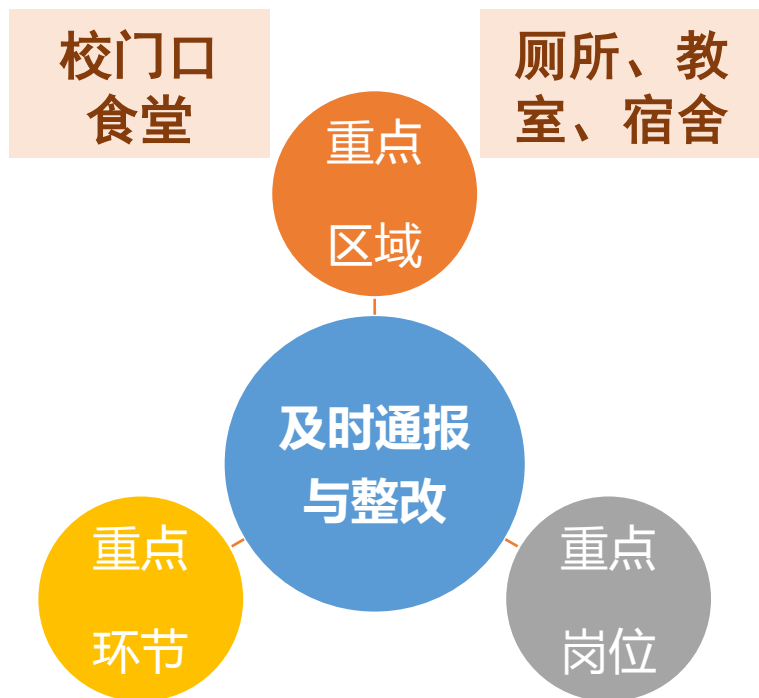 校门口
食堂
厕所、教
室、宿舍
重点
区域
及时通报
与整改
重点
环节
重点
岗位